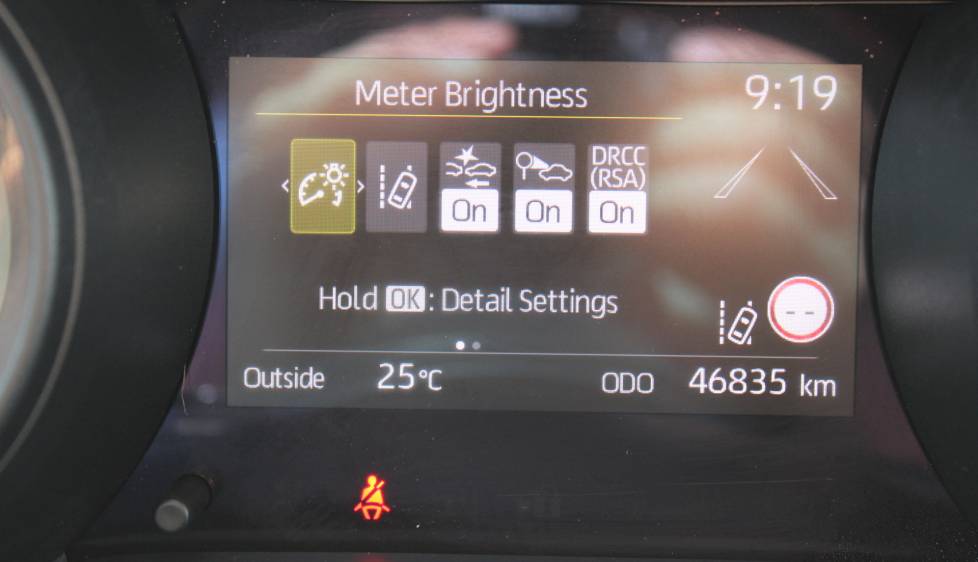 Meter Brightness
9:19
DRCC
(RSA)
On
On
On
Hold OK: Detail Settings
--
Outside 25°C ODO 46835 km